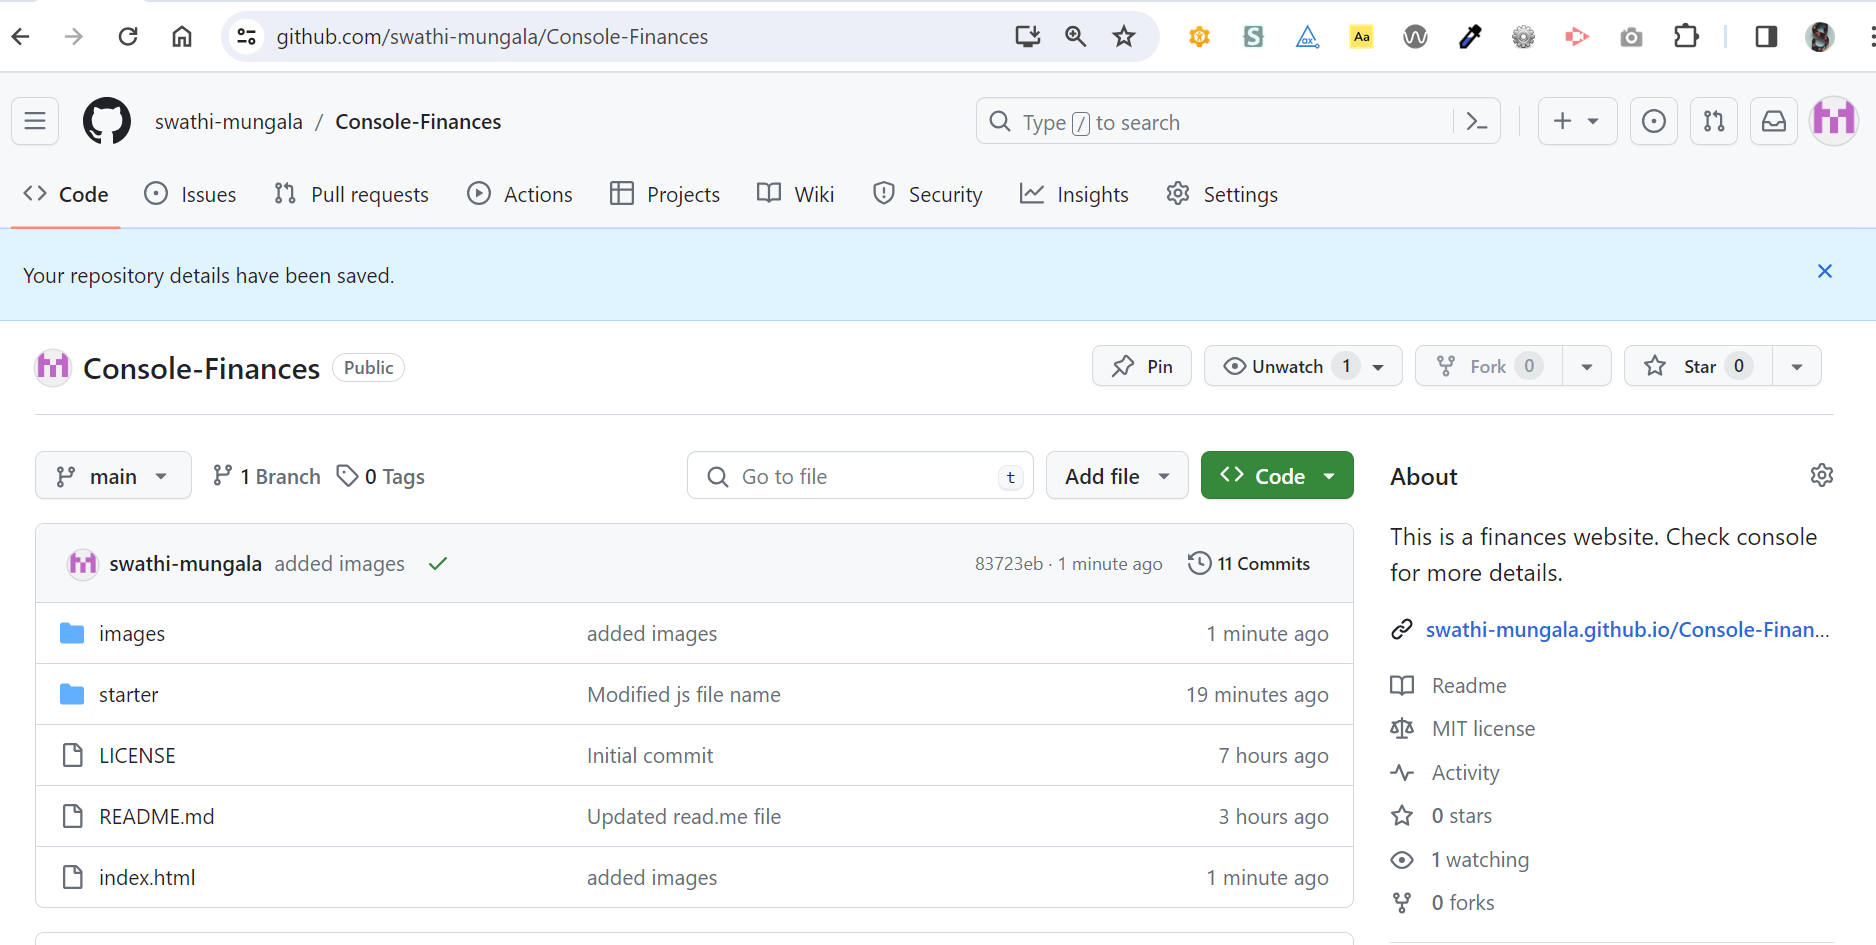 github.com/swathi-mungala/Console-Finances
Aa
swathi-mungala / Console-Finances
Type / to search
Code Issues Pull requests Actions Projects Wiki Security Insights Settings
Your repository details have been saved.
Console-Finances Public
Pin Unwatch 1 Fork 0 Star 0
main 1 Branch 0 Tags Go to file t Add file Code
swathi-mungala added images 83723eb · 1 minute ago 11 Commits
images added images 1 minute ago
starter Modified js file name 19 minutes ago
LICENSE Initial commit 7 hours ago
README.md Updated read.me file 3 hours ago
index.html added images 1 minute ago
About
This is a finances website. Check console
for more details.
swathi-mungala.github.io/Console-Finan...
Readme
MIT license
Activity
0 stars
1 watching
0 forks